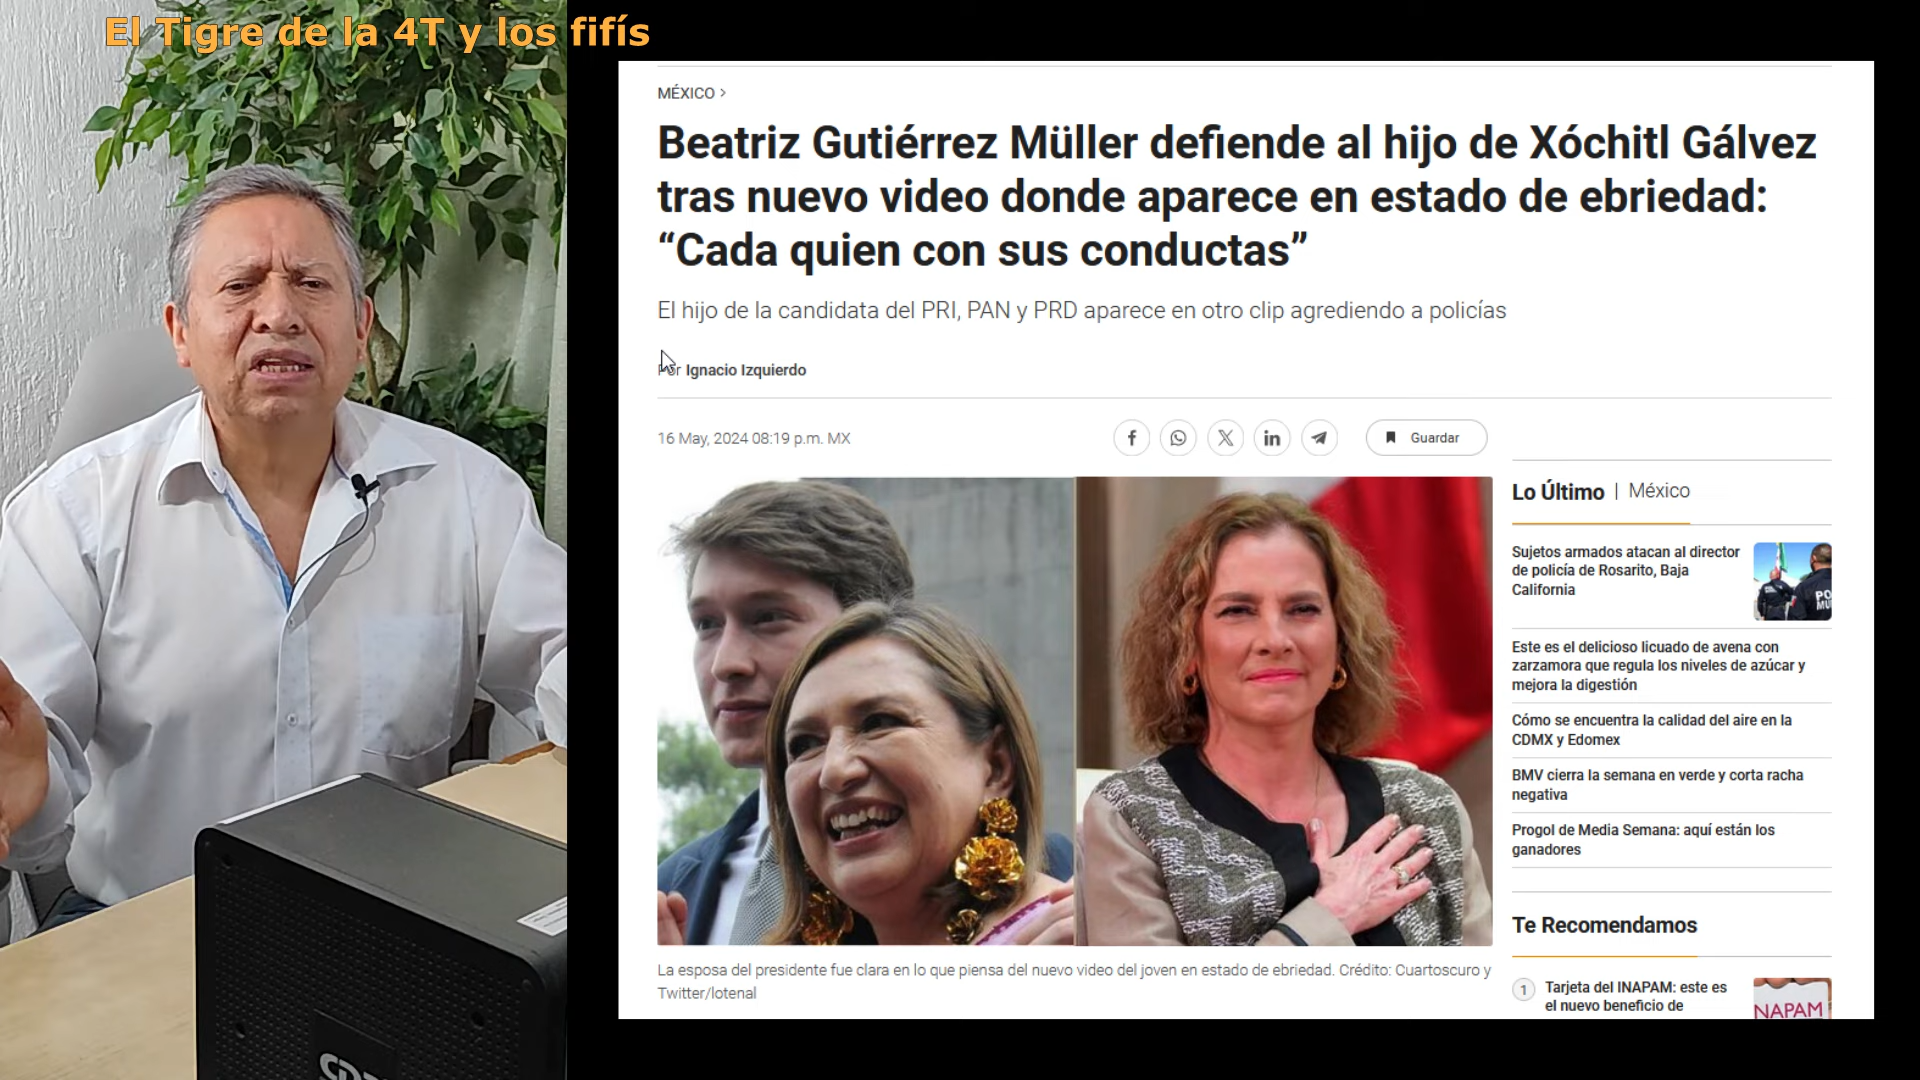 El Tigre de la 4T y los fifís
MÉXICO >
Beatriz Gutiérrez Müller defiende al hijo de Xóchitl Gálvez
tras nuevo video donde aparece en estado de ebriedad:
“Cada quien con sus conductas”
El hijo de la candidata del PRI, PAN y PRD aparece en otro clip agrediendo a policías
Por Ignacio Izquierdo
16 May, 2024 08:19 p.m. MX
Guardar
La esposa del presidente fue clara en lo que piensa del nuevo video del joven en estado de ebriedad. Crédito: Cuartoscuro y
Twitter/lotenal
Lo Último | México
Sujetos armados atacan al director
de policía de Rosarito, Baja
California
Este es el delicioso licuado de avena con
zarzamora que regula los niveles de azúcar y
mejora la digestión
Cómo se encuentra la calidad del aire en la
CDMX y Edomex
BMV cierra la semana en verde y corta racha
negativa
Progol de Media Semana: aquí están los
ganadores
Te Recomendamos
1 Tarjeta del INAPAM: este es
el nuevo beneficio de
NAPAM